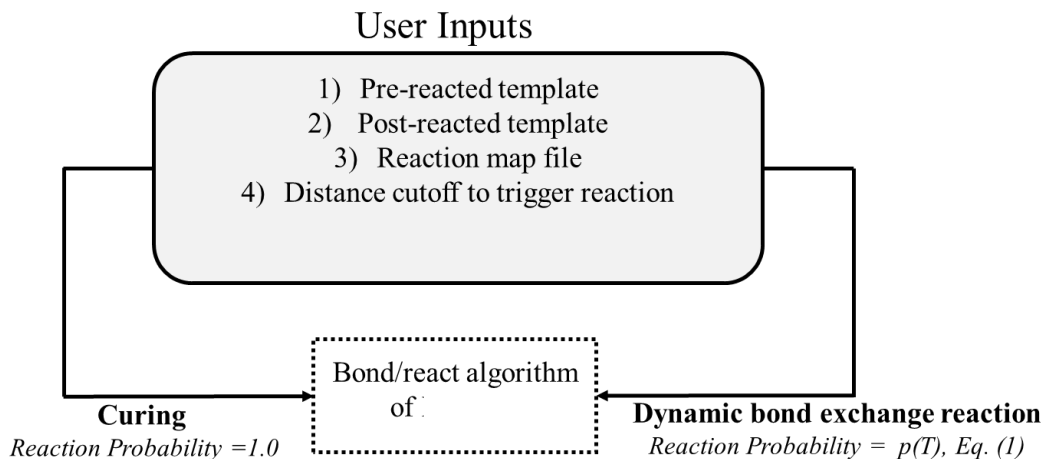 User Inputs
1) Pre-reacted template
2) Post-reacted template
3) Reaction map file
4) Distance cutoff to trigger reaction
Bond/react algorithm
of
Curing
Reaction Probability =1.0
Dynamic bond exchange reaction
Reaction Probability = p(T), Eq. (1)